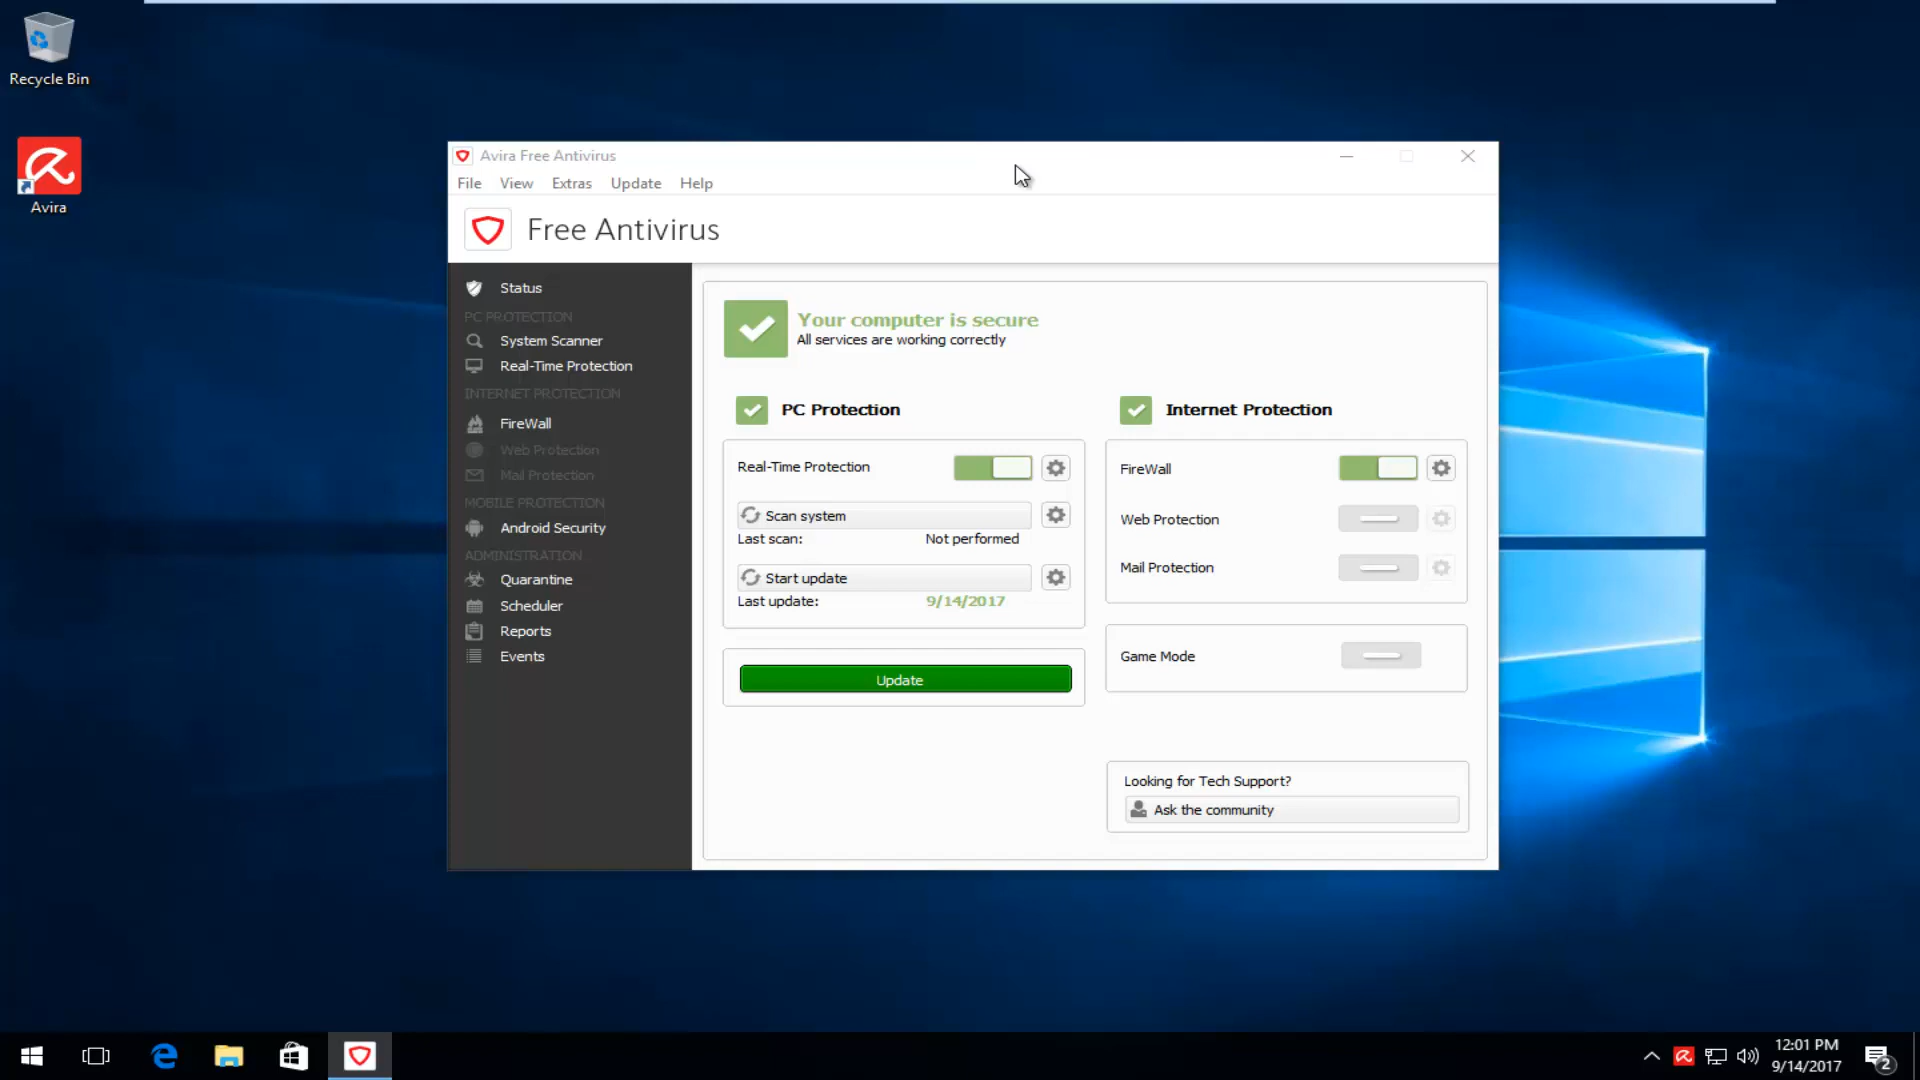 Recycle Bin
Avira
Avira Free Antivirus
File View Extras Update Help
Free Antivirus
Status
PC PROTECTION
System Scanner
Real-Time Protection
INTERNET PROTECTION
FireWall
Web Protection
Mail Protection
MOBILE PROTECTION
Android Security
ADMINISTRATION
Quarantine
Scheduler
Reports
Events
Your computer is secure
All services are working correctly
PC Protection
Real-Time Protection
Scan system
Last scan: Not performed
Start update
Last update: 9/14/2017
Update
Internet Protection
FireWall
Web Protection
Mail Protection
Game Mode
Looking for Tech Support?
Ask the community
12:01 PM
9/14/2017
2